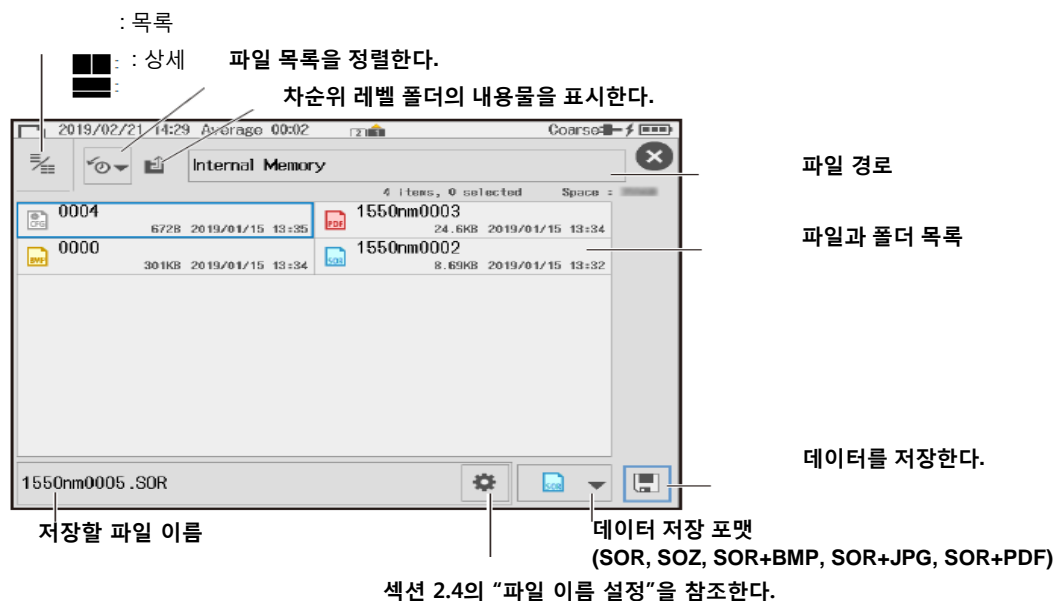 : 목록
: 상세
파일 목록을 정렬한다.
차순위 레벨 폴더의 내용물을 표시한다.
2019/02/21 14:29 Average 00:02
2
1
Coarse
Internal Memory
파일 경로
4 items, 0 selected
Space :
0004
CFG
672B 2019/01/15 13:35
1550nm0003
PDF
24.6KB 2019/01/15 13:34
파일과 폴더 목록
0000
BMP
301KB 2019/01/15 13:34
1550nm0002
SOR
8.69KB 2019/01/15 13:32
데이터를 저장한다.
1550nm0005.SOR
SOR
저장할 파일 이름
데이터 저장 포맷
(SOR, SOZ, SOR+BMP, SOR+JPG, SOR+PDF)
섹션 2.4의 “파일 이름 설정”을 참조한다.